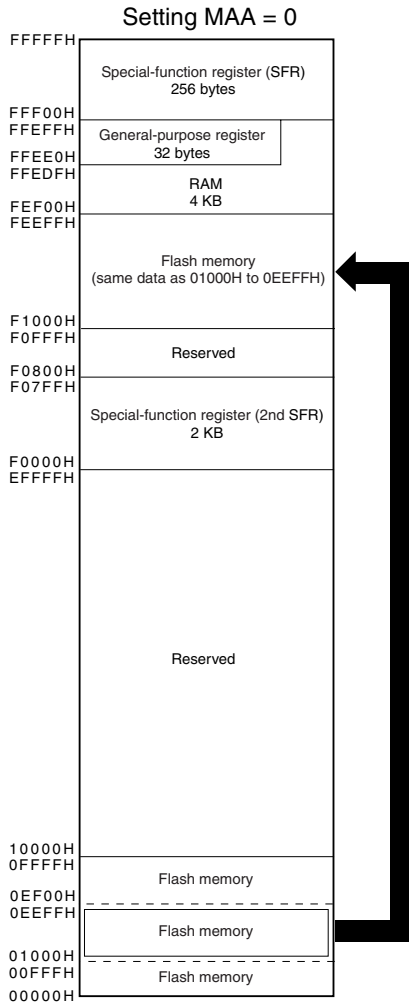 Setting MAA = 0
FFFFFH
Special-function register (SFR)
256 bytes
FFF00H
FFEFFH
General-purpose register
32 bytes
FFEE0H
FFEDFH
RAM
4 KB
FEF00H
FEEFFH
Flash memory
(same data as 01000H to 0EEFFH)
F1000H
F0FFFH
Reserved
F0800H
F07FFH
Special-function register (2nd SFR)
2 KB
F0000H
EFFFFH
Reserved
10000H
0FFFFH
Flash memory
0EF00H
0EEFFH
Flash memory
01000H
00FFFH
Flash memory
00000H